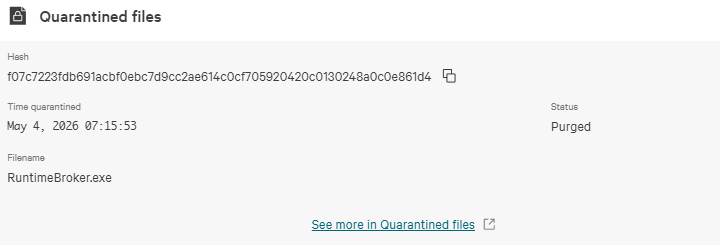 Quarantined files
Hash
f07c7223fdb691acbf0ebc7d9cc2ae614c0cf705920420c0130248a0c0e861d4
Time quarantined
Status
May 4, 2026 07:15:53
Purged
Filename
RuntimeBroker.exe
See more in Quarantined files